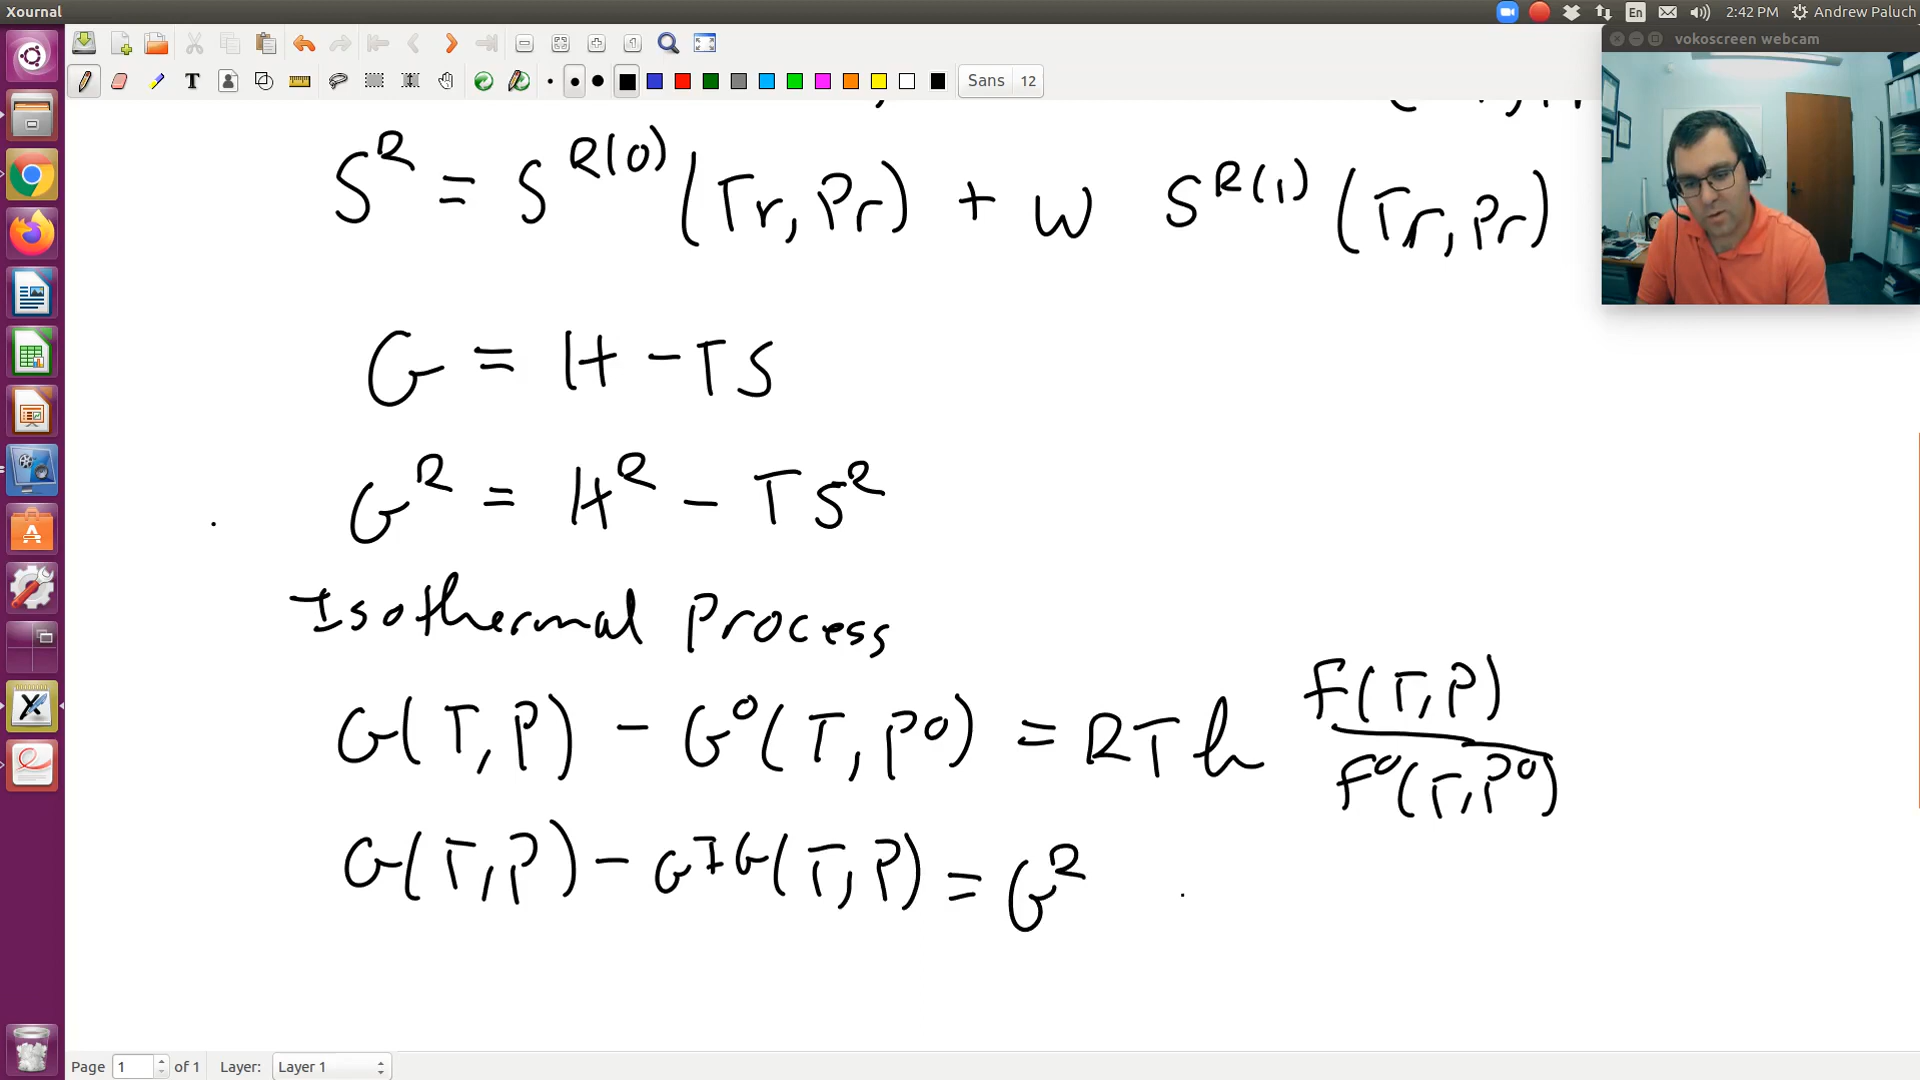 Xournal
En
2:42 PM
Andrew Paluch
vokoscreen webcam
Sans 12
S^R = S^{R(0)} (Tr, Pr) + ω S^{R(1)} (Tr, Pr)
G = H - TS
G^R = H^R - TS^R
Isothermal Process
G(T, P) - G^o(T, P^o) = RT ln f(T, P) / f^o(T, P^o)
G(T, P) - G^{IG}(T, P) = G^R
Page 1 of 1 Layer: Layer 1